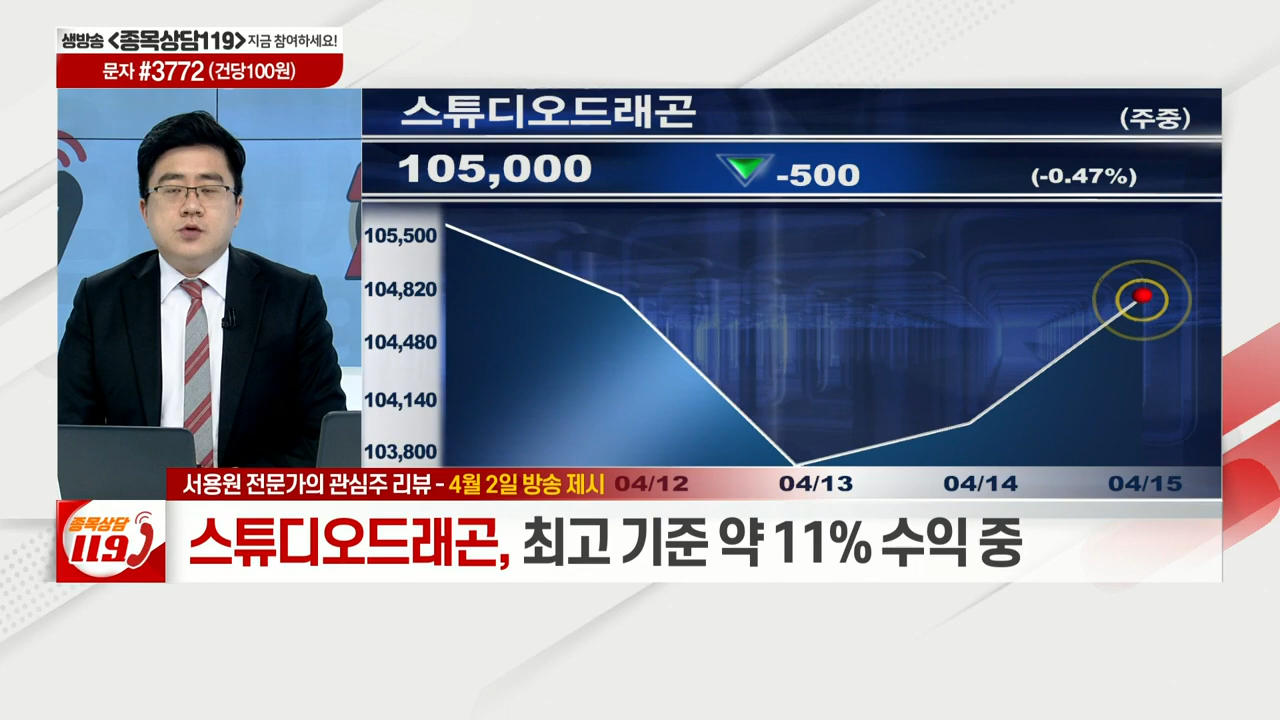 생방송 <종목상담119> 지금 참여하세요!
문자 #3772 (건당100원)
스튜디오드래곤 (주중)
105,000 -500 (-0.47%)
105,500
104,820
104,480
104,140
103,800
04/12 04/13 04/14 04/15
서용원 전문가의 관심주 리뷰 - 4월 2일 방송 제시
종목상담
119
스튜디오드래곤, 최고 기준 약 11% 수익 중